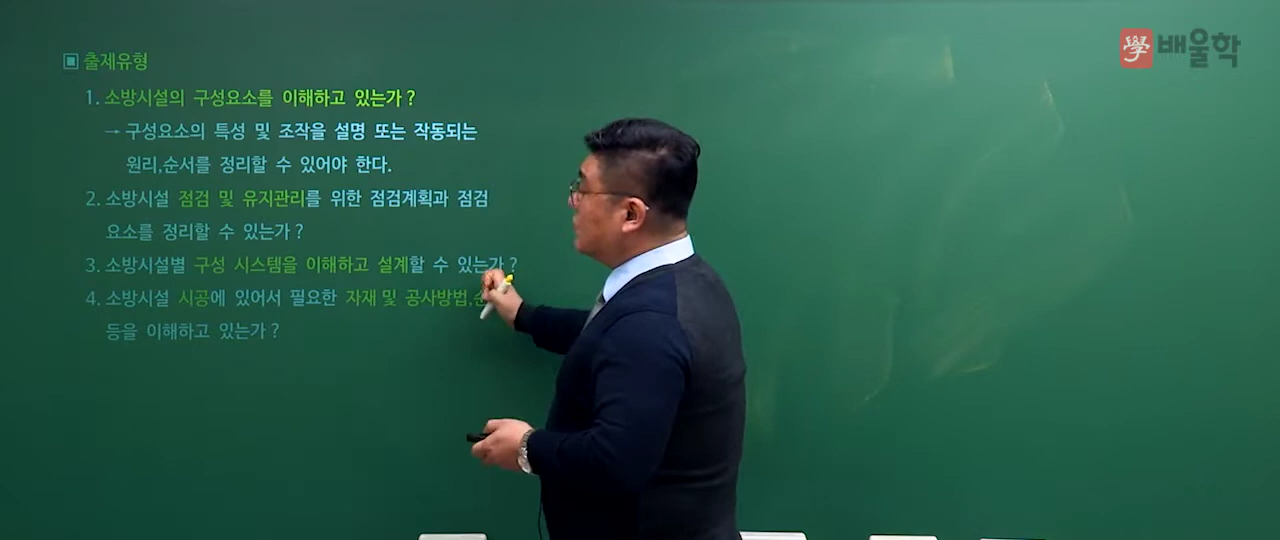 ▣ 출제유형
1. 소방시설의 구성요소를 이해하고 있는가?
→ 구성요소의 특성 및 조작을 설명 또는 작동되는
원리,순서를 정리할 수 있어야 한다.
2. 소방시설 점검 및 유지관리를 위한 점검계획과 점검
요소를 정리할 수 있는가?
3. 소방시설별 구성 시스템을 이해하고 설계할 수 있는가?
4. 소방시설 시공에 있어서 필요한 자재 및 공사방법,
등을 이해하고 있는가?
學 배울학